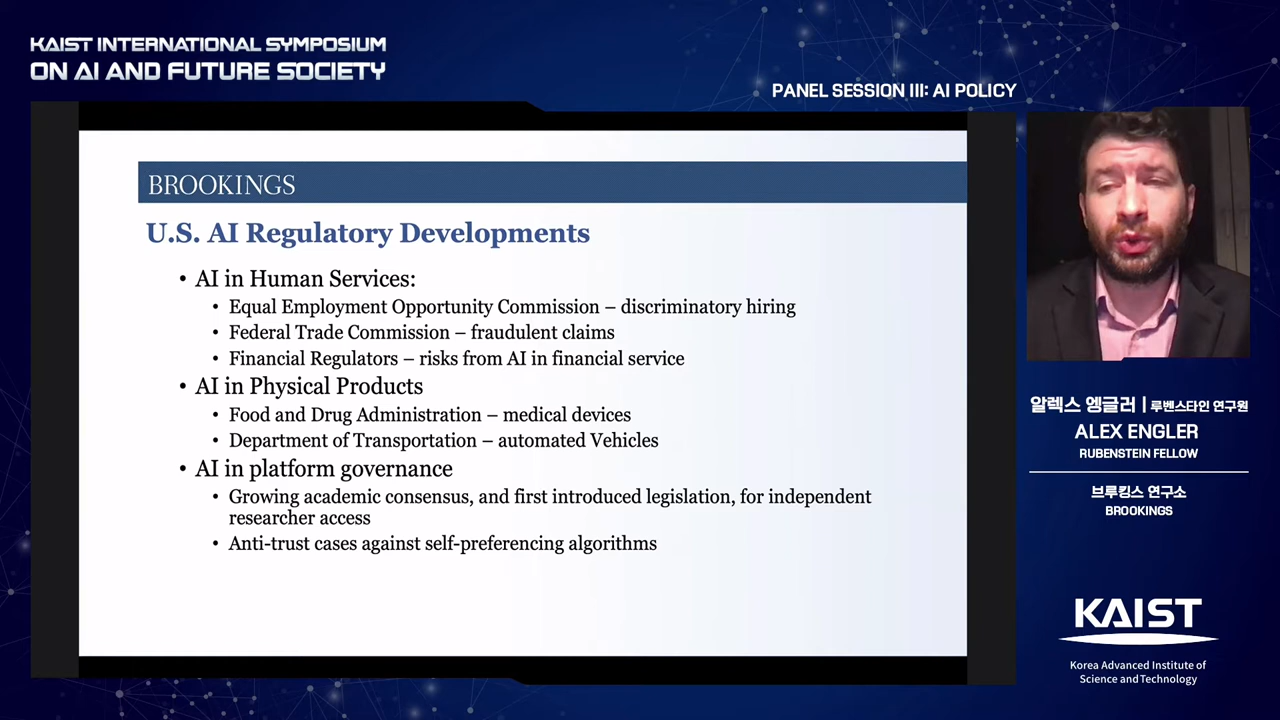 KAIST INTERNATIONAL SYMPOSIUM
ON AI AND FUTURE SOCIETY
PANEL SESSION III: AI POLICY
BROOKINGS
U.S. AI Regulatory Developments
• AI in Human Services:
• Equal Employment Opportunity Commission – discriminatory hiring
• Federal Trade Commission – fraudulent claims
• Financial Regulators – risks from AI in financial service
• AI in Physical Products
• Food and Drug Administration – medical devices
• Department of Transportation – automated Vehicles
• AI in platform governance
• Growing academic consensus, and first introduced legislation, for independent
researcher access
• Anti-trust cases against self-preferencing algorithms
알렉스 엥글러 | 루벤스타인 연구원
ALEX ENGLER
RUBENSTEIN FELLOW
브루킹스 연구소
BROOKINGS
KAIST
Korea Advanced Institute of
Science and Technology